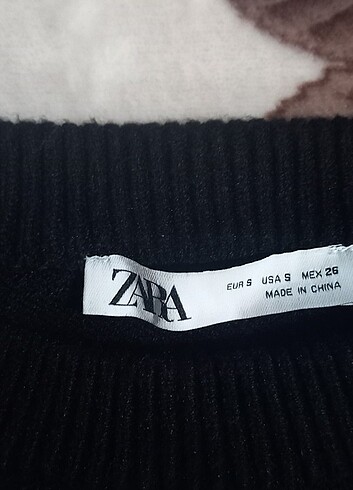 ZARA
EUR S USA S MEX 26
MADE IN CHINA